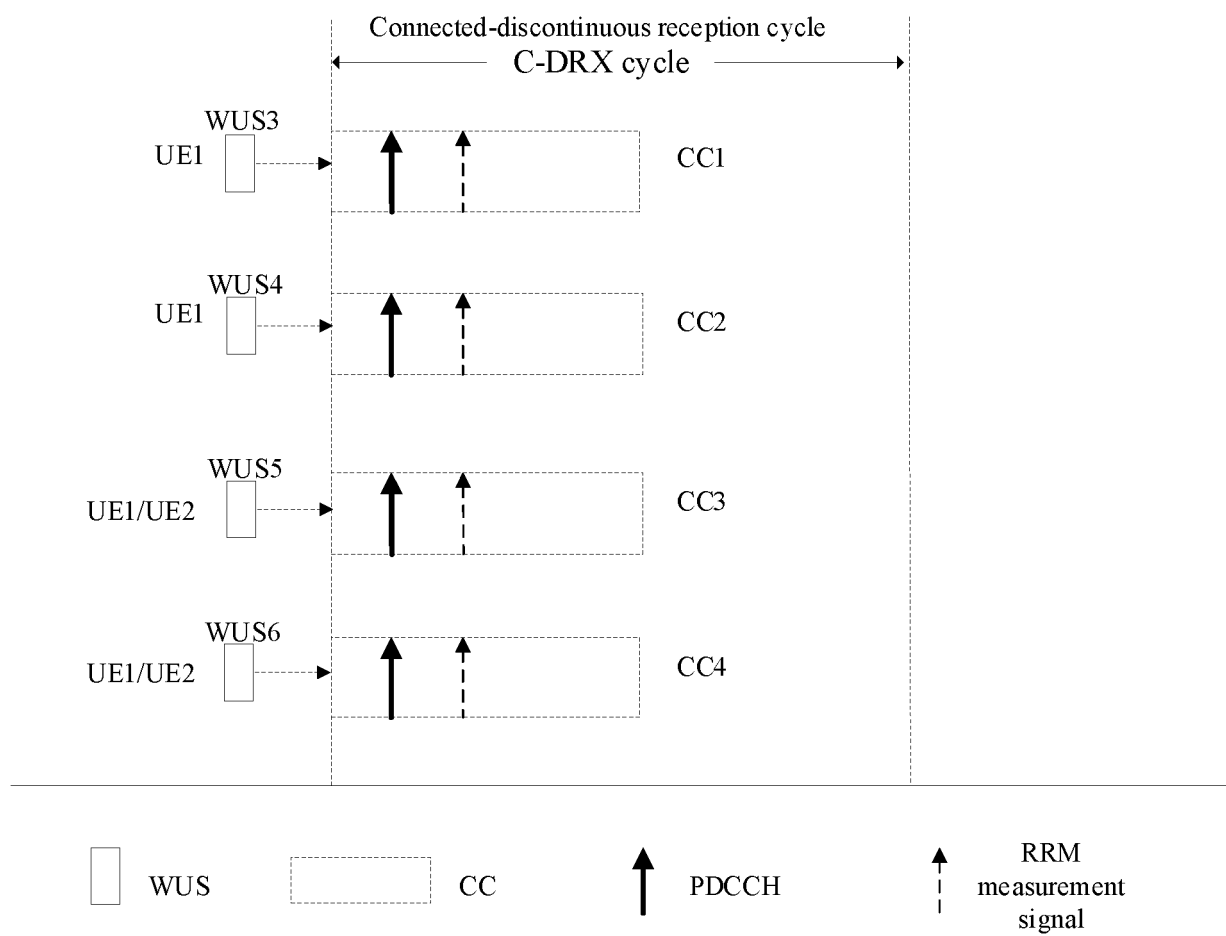 Connected-discontinuous reception cycle
C-DRX cycle
WUS3
UE1
CC1
WUS4
UE1
CC2
WUS5
UE1/UE2
CC3
WUS6
UE1/UE2
CC4
WUS
CC
PDCCH
RRM
measurement
signal